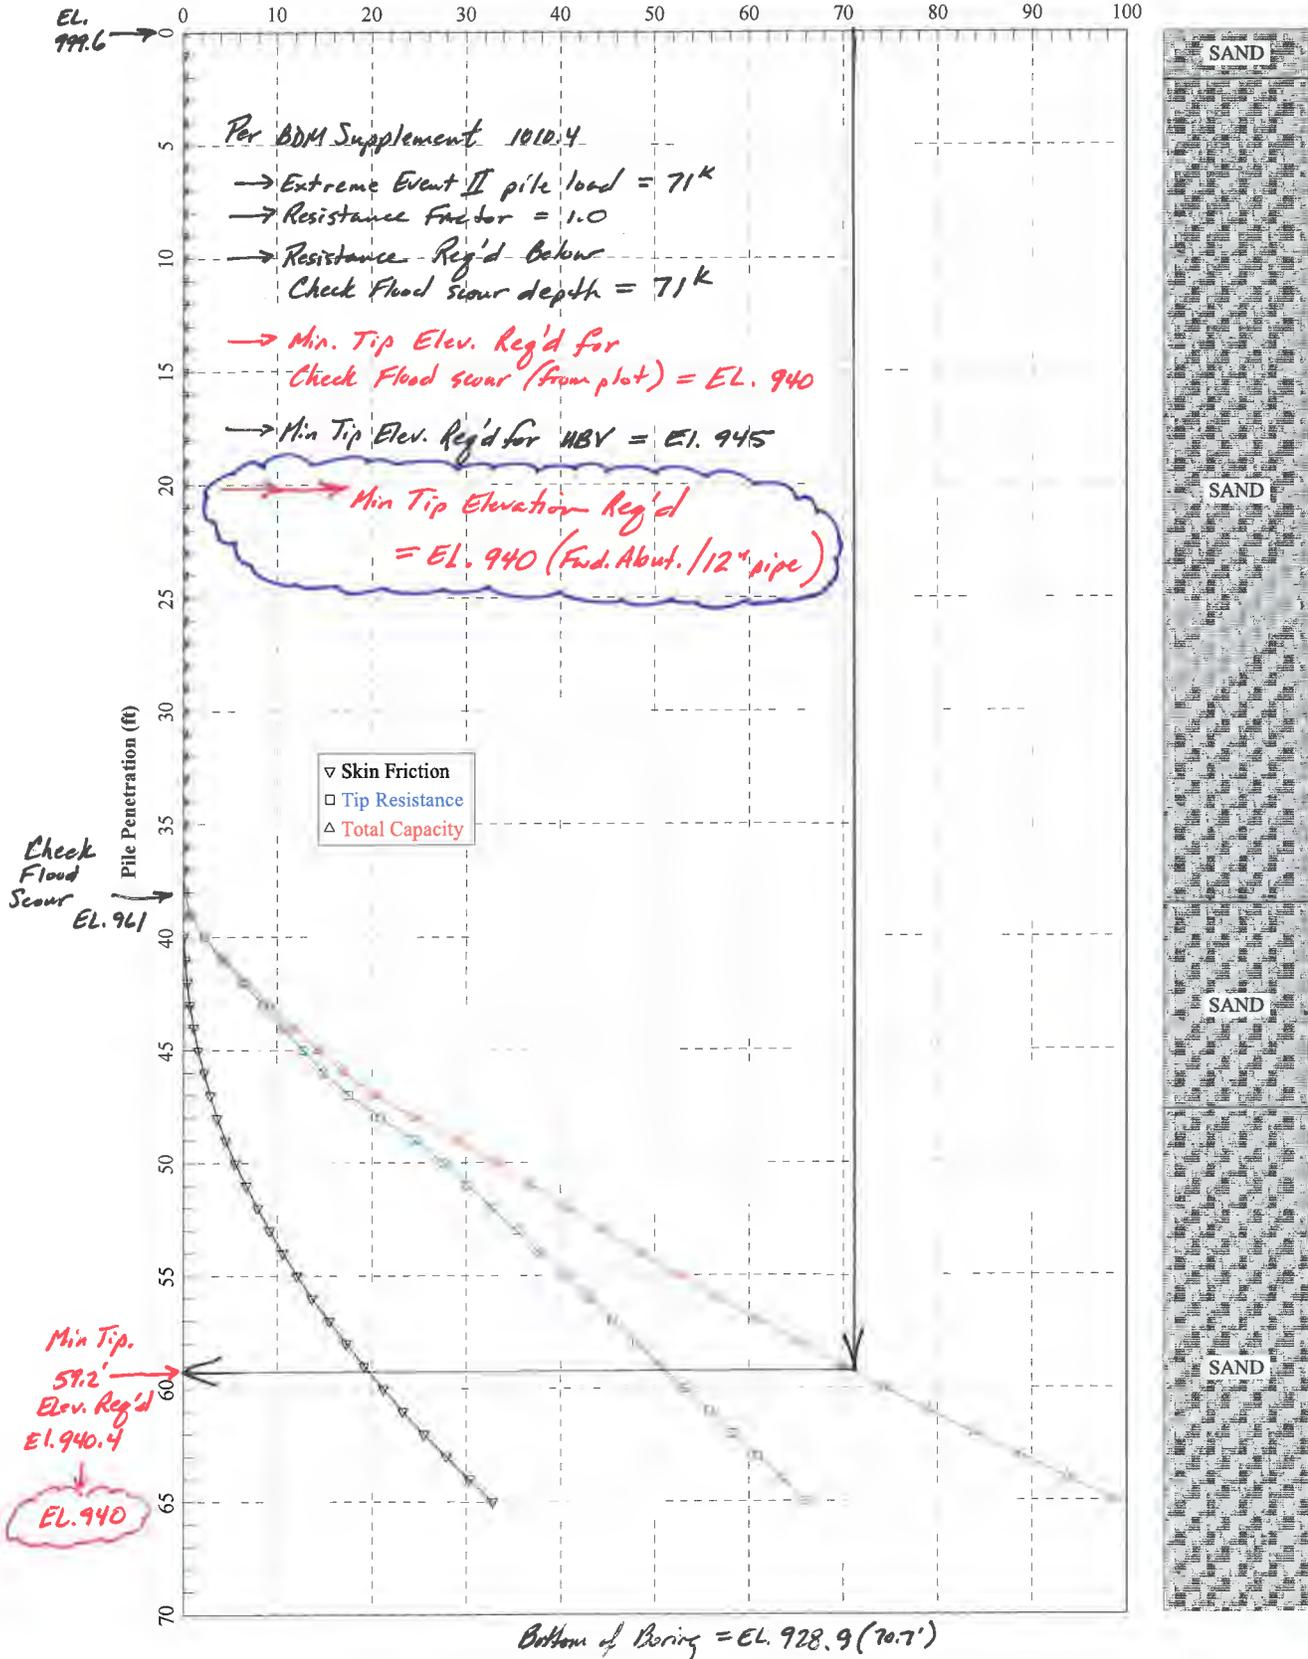 EL.
999.6
0 10 20 30 40 50 60 70 80 90 100
0
SAND
Per BDM Supplement 1010.4
5
→ Extreme Event II pile load = 71K
→ Resistance Factor = 1.0
→ Resistance Req'd Below
10
Check Flood scour depth = 71K
→ Min. Tip Elev. Req'd for
Check Flood scour (from plot) = EL. 940
15
→ Min Tip Elev. Req'd for UBV = El. 945
20
SAND
Min Tip Elevation Req'd
= EL. 940 (Fwd. Abut. / 12" pipe)
25
30
Pile Penetration (ft)
Skin Friction
Tip Resistance
Total Capacity
35
Check
Flood
Scour
EL. 961
40
SAND
45
50
55
Min Tip.
59.2'
Elev. Req'd
El. 940.4
SAND
60
EL. 940
65
70
Bottom of Boring = EL. 928.9 (70.7')